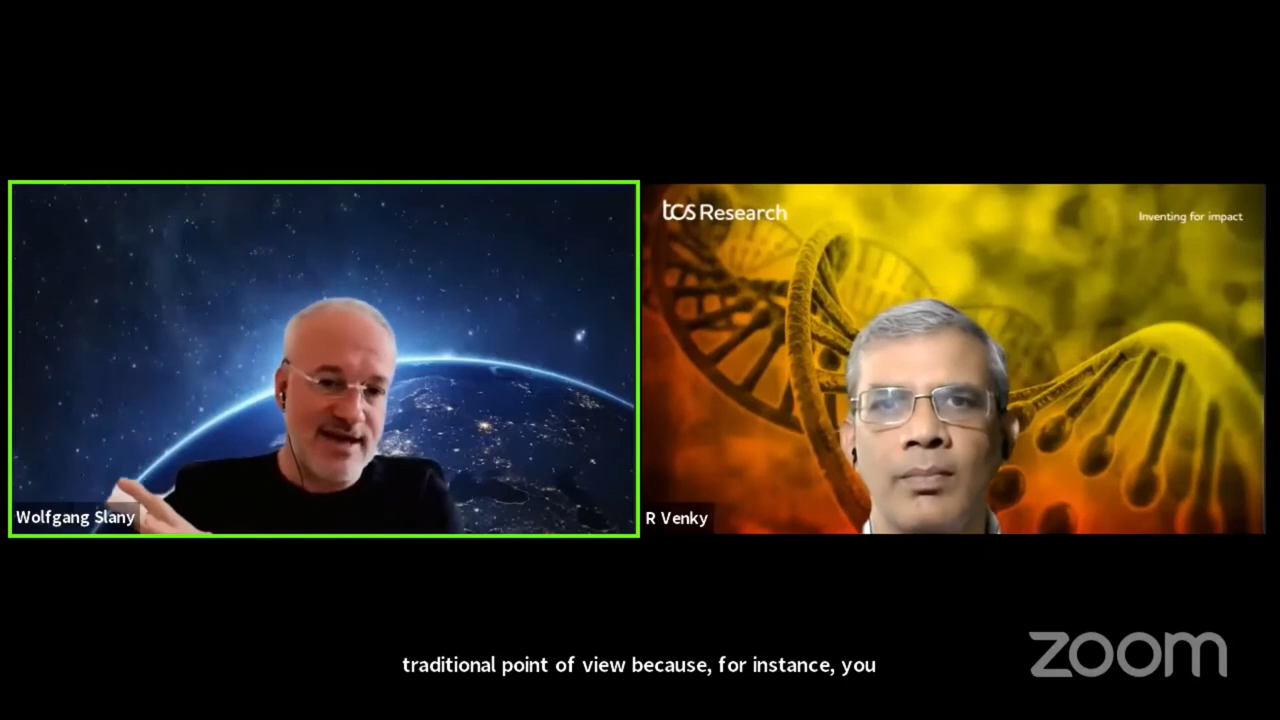 tcs Research
Inventing for impact
Wolfgang Slany
R Venky
traditional point of view because, for instance, you
zoom